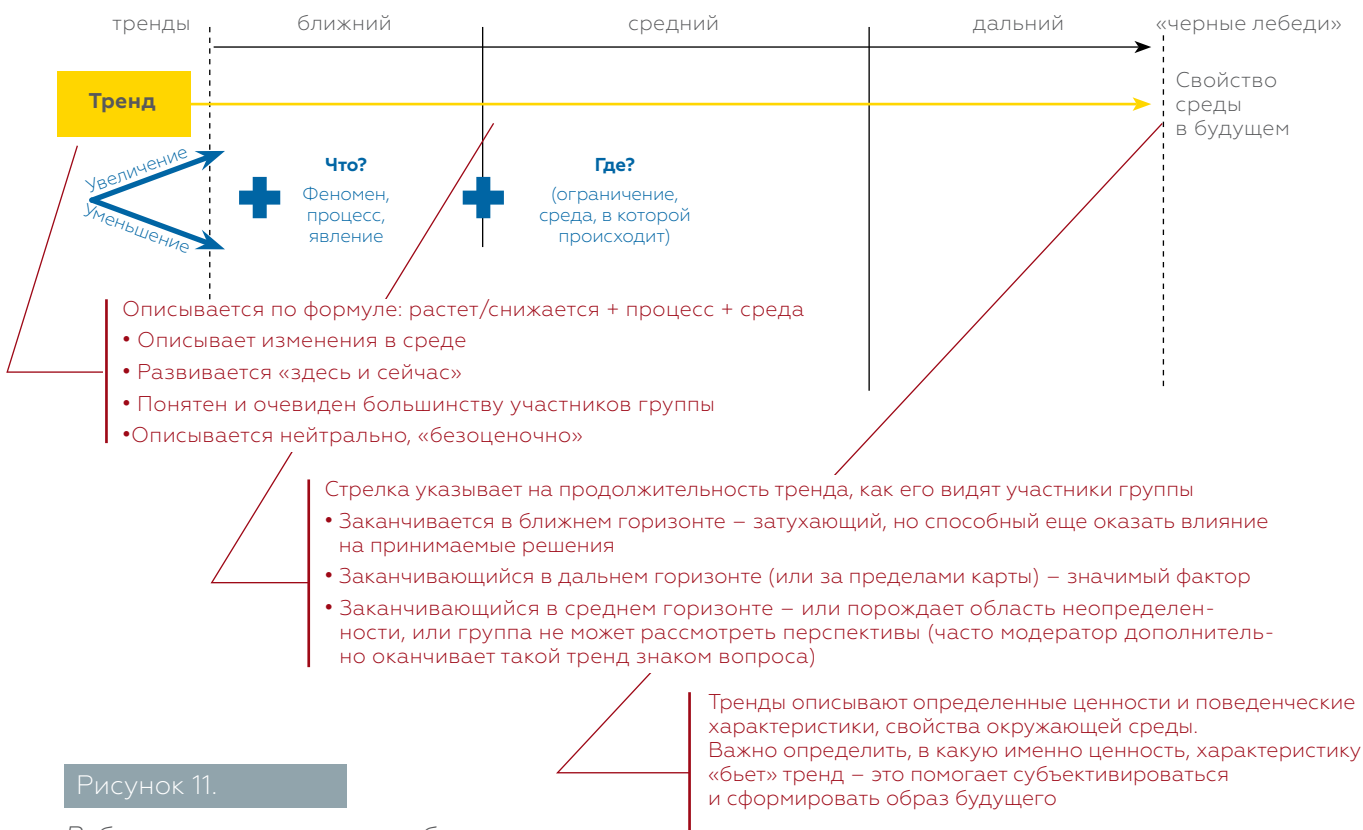 тренды ближний средний дальний «черные лебеди»
Тренд
Свойство
среды
в будущем
Увеличение
Уменьшение
Что?
Феномен,
процесс,
явление
Где?
(ограничение,
среда, в которой
происходит)
Описывается по формуле: растет/снижается + процесс + среда
• Описывает изменения в среде
• Развивается «здесь и сейчас»
• Понятен и очевиден большинству участников группы
•Описывается нейтрально, «безоценочно»
Стрелка указывает на продолжительность тренда, как его видят участники группы
• Заканчивается в ближнем горизонте – затухающий, но способный еще оказать влияние
на принимаемые решения
• Заканчивающийся в дальнем горизонте (или за пределами карты) – значимый фактор
• Заканчивающийся в среднем горизонте – или порождает область неопределен-
ности, или группа не может рассмотреть перспективы (часто модератор дополнитель-
но оканчивает такой тренд знаком вопроса)
Тренды описывают определенные ценности и поведенческие
характеристики, свойства окружающей среды.
Важно определить, в какую именно ценность, характеристику
«бьет» тренд – это помогает субъективироваться
и сформировать образ будущего
Рисунок 11.